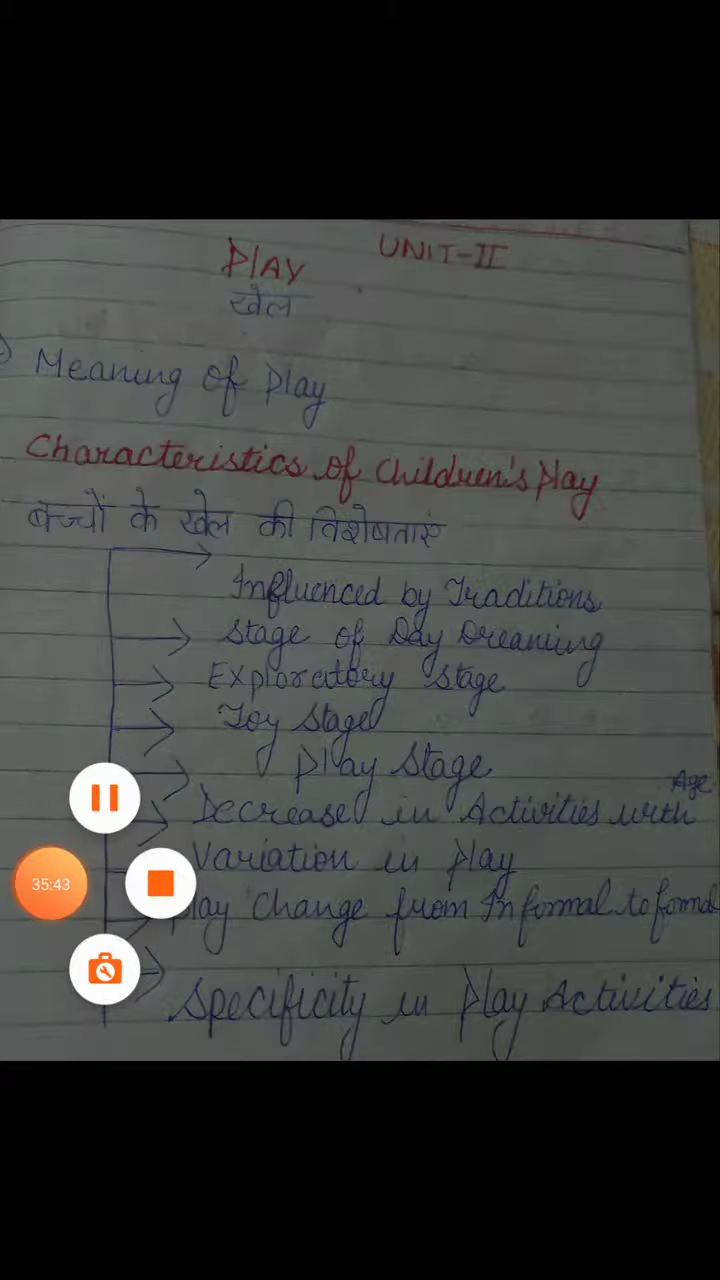 UNIT-II
PLAY
खेल
Meaning of Play
Characteristics of Children's Play
बच्चों के खेल की विशेषताएं
Influenced by Traditions
Stage of Day Dreaming
Exploratory Stage
Toy Stage
Play Stage
Decrease in Activities with Age
Variation in Play
Play Change from Informal to formal
35:43
Specificity in Play Activities